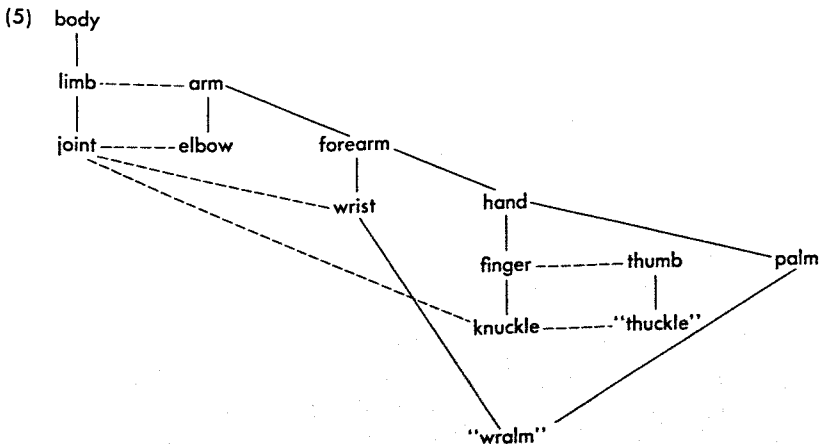 (5) body
limb arm
joint elbow forearm
wrist hand
finger thumb palm
knuckle "thuckle"
"wralm"